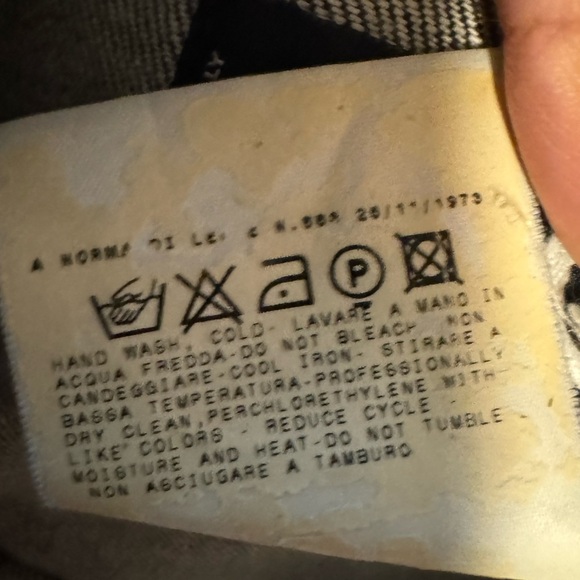 LY
A NORMA DI N. 26/11/1973
P
HAND WASH, COLD- LAVARE A MANO IN
ACQUA FREDDA-DO NOT BLEACH NON
CANDEGGIARE-COOL IRON- STIRARE A
BASSA TEMPERATURA-PROFESSIONALLY
DRY CLEAN,PERCHLORETHYLENE WITH
LIKE COLORS - REDUCE CYCLE -
MOISTURE AND HEAT-DO NOT TUMBLE
NON ASCIUGARE A TAMBURO